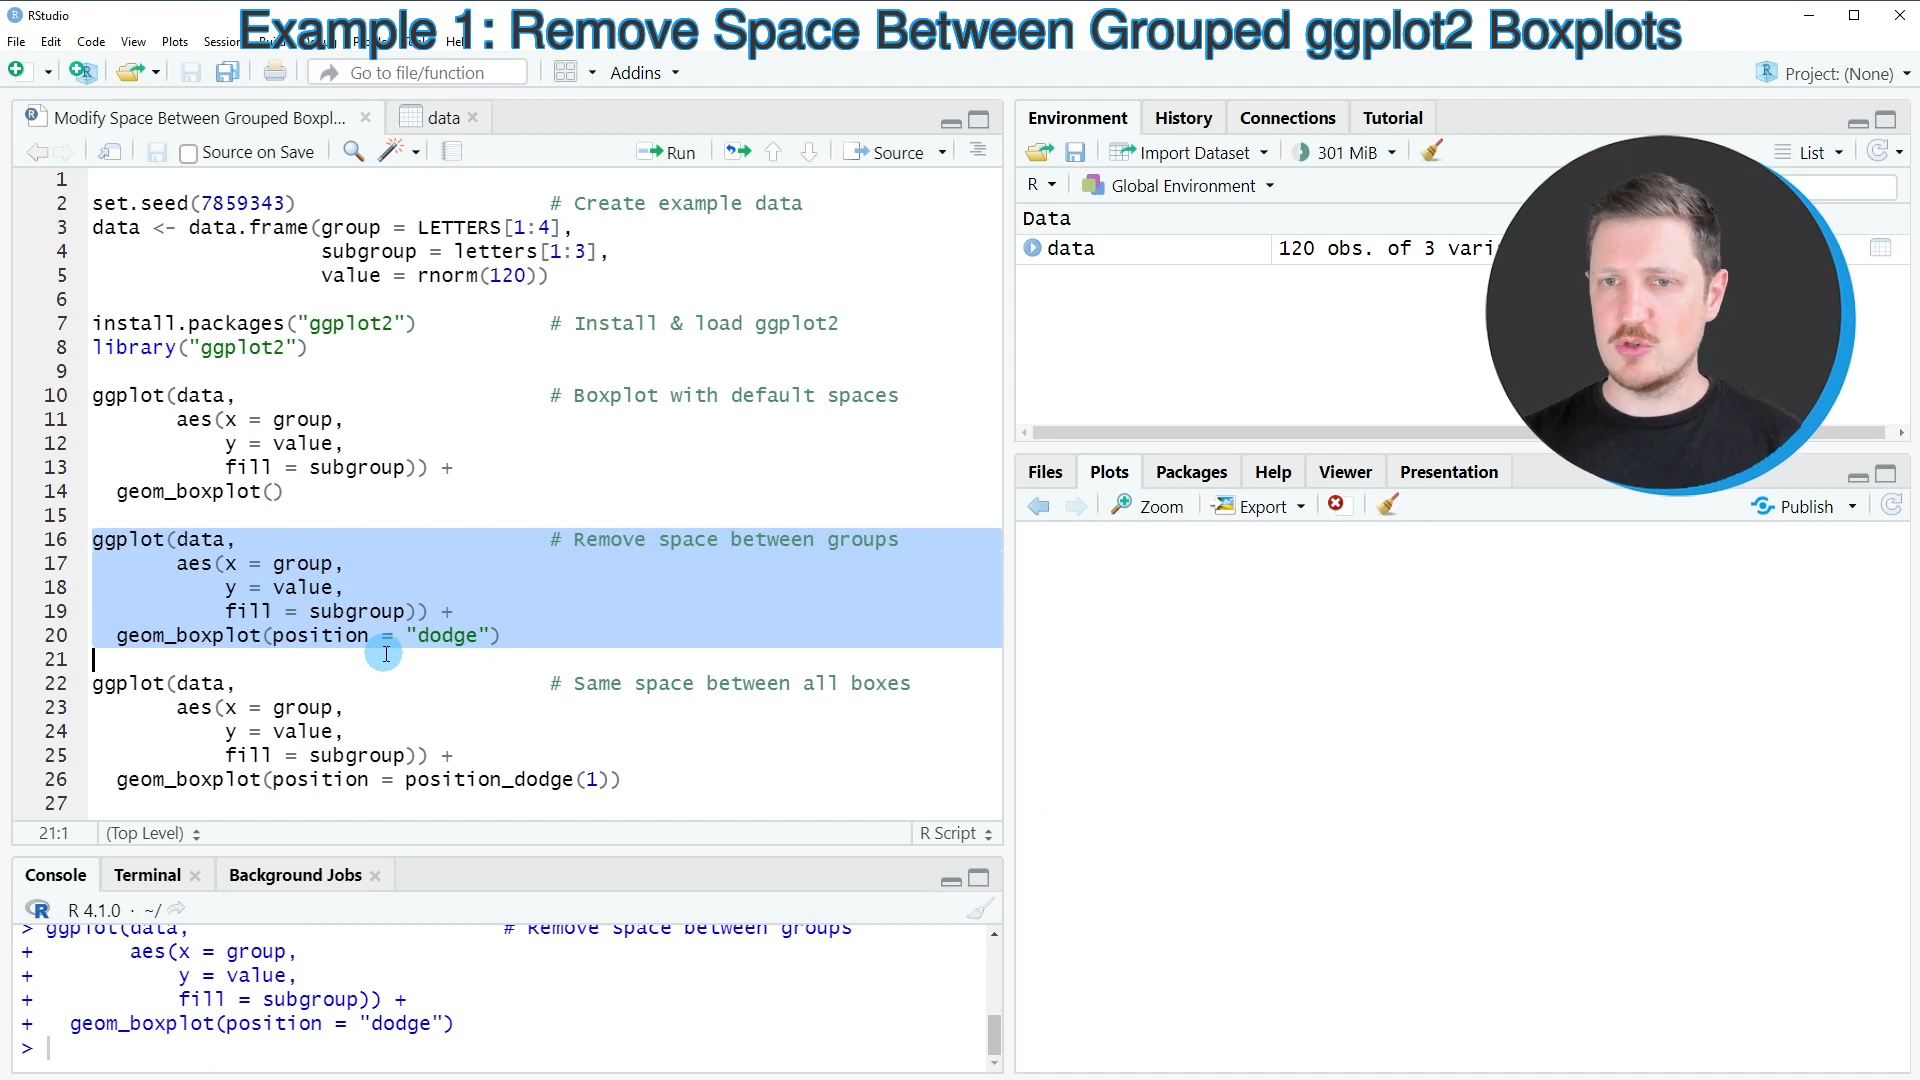 RStudio
Example 1: Remove Space Between Grouped ggplot2 Boxplots
File Edit Code View Plots Session Help
Go to file/function
Addins
Project: (None)
Modify Space Between Grouped Boxpl...
data
Source on Save
Run
Source
1
2 set.seed(7859343) # Create example data
3 data <- data.frame(group = LETTERS[1:4],
4 subgroup = letters[1:3],
5 value = rnorm(120))
6
7 install.packages("ggplot2") # Install & load ggplot2
8 library("ggplot2")
9
10 ggplot(data, # Boxplot with default spaces
11 aes(x = group,
12 y = value,
13 fill = subgroup)) +
14 geom_boxplot()
15
16 ggplot(data, # Remove space between groups
17 aes(x = group,
18 y = value,
19 fill = subgroup)) +
20 geom_boxplot(position = "dodge")
21
22 ggplot(data, # Same space between all boxes
23 aes(x = group,
24 y = value,
25 fill = subgroup)) +
26 geom_boxplot(position = position_dodge(1))
27
21:1 (Top Level) R Script
Console Terminal Background Jobs
R 4.1.0 · ~/
> ggplot(data, # Remove space between groups
+ aes(x = group,
+ y = value,
+ fill = subgroup)) +
+ geom_boxplot(position = "dodge")
>
Environment History Connections Tutorial
Import Dataset 301 MiB List
R Global Environment
Data
data 120 obs. of 3 vari
Files Plots Packages Help Viewer Presentation
Zoom Export Publish